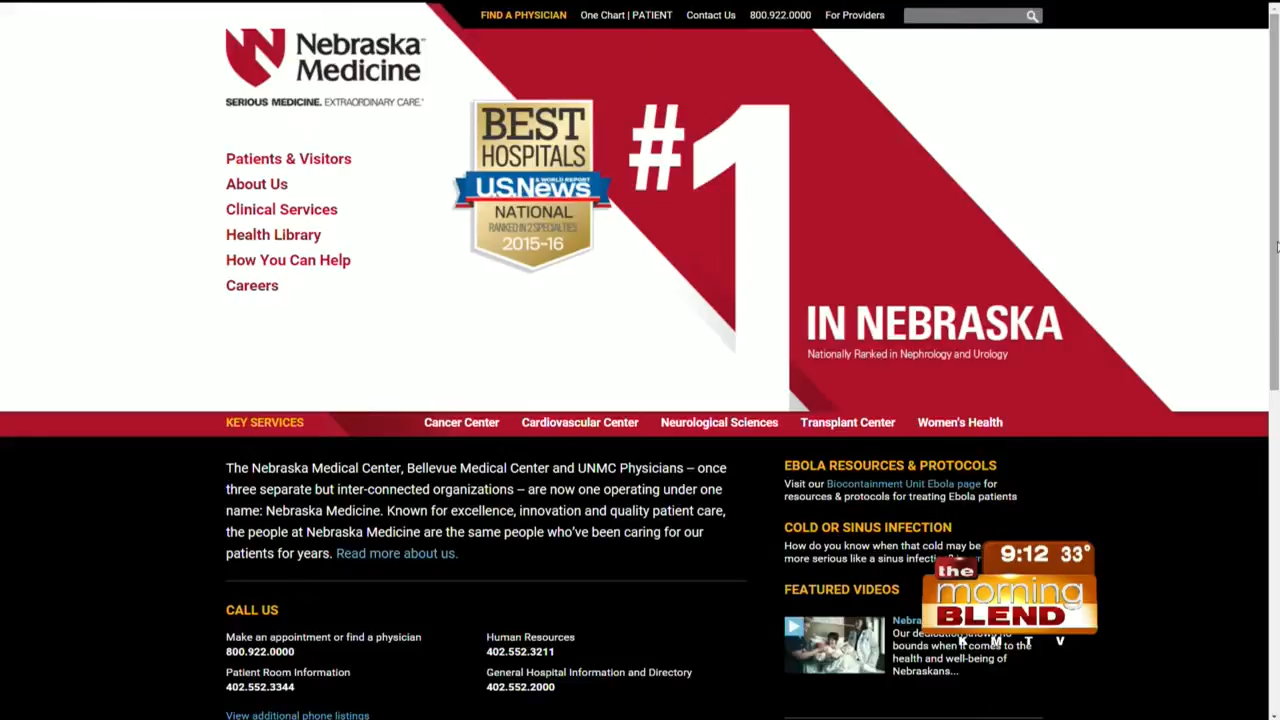 FIND A PHYSICIAN One Chart | PATIENT Contact Us 800.922.0000 For Providers
Nebraska
Medicine
SERIOUS MEDICINE. EXTRAORDINARY CARE.
Patients & Visitors
About Us
Clinical Services
Health Library
How You Can Help
Careers
BEST
HOSPITALS
U.S.News
& WORLD REPORT
NATIONAL
RANKED IN 2 SPECIALTIES
2015-16
#1
IN NEBRASKA
Nationally Ranked in Nephrology and Urology
KEY SERVICES Cancer Center Cardiovascular Center Neurological Sciences Transplant Center Women's Health
The Nebraska Medical Center, Bellevue Medical Center and UNMC Physicians – once
three separate but inter-connected organizations – are now one operating under one
name: Nebraska Medicine. Known for excellence, innovation and quality patient care,
the people at Nebraska Medicine are the same people who've been caring for our
patients for years. Read more about us.
CALL US
Make an appointment or find a physician
800.922.0000
Patient Room Information
402.552.3344
View additional phone listings
Human Resources
402.552.3211
General Hospital Information and Directory
402.552.2000
EBOLA RESOURCES & PROTOCOLS
Visit our Biocontainment Unit Ebola page for
resources & protocols for treating Ebola patients
COLD OR SINUS INFECTION
How do you know when that cold may be
more serious like a sinus
FEATURED VIDEOS
Our
bounds when it comes to the
health and well-being of
Nebraskans...
9:12 33°
the
morning
BLEND
K M T V